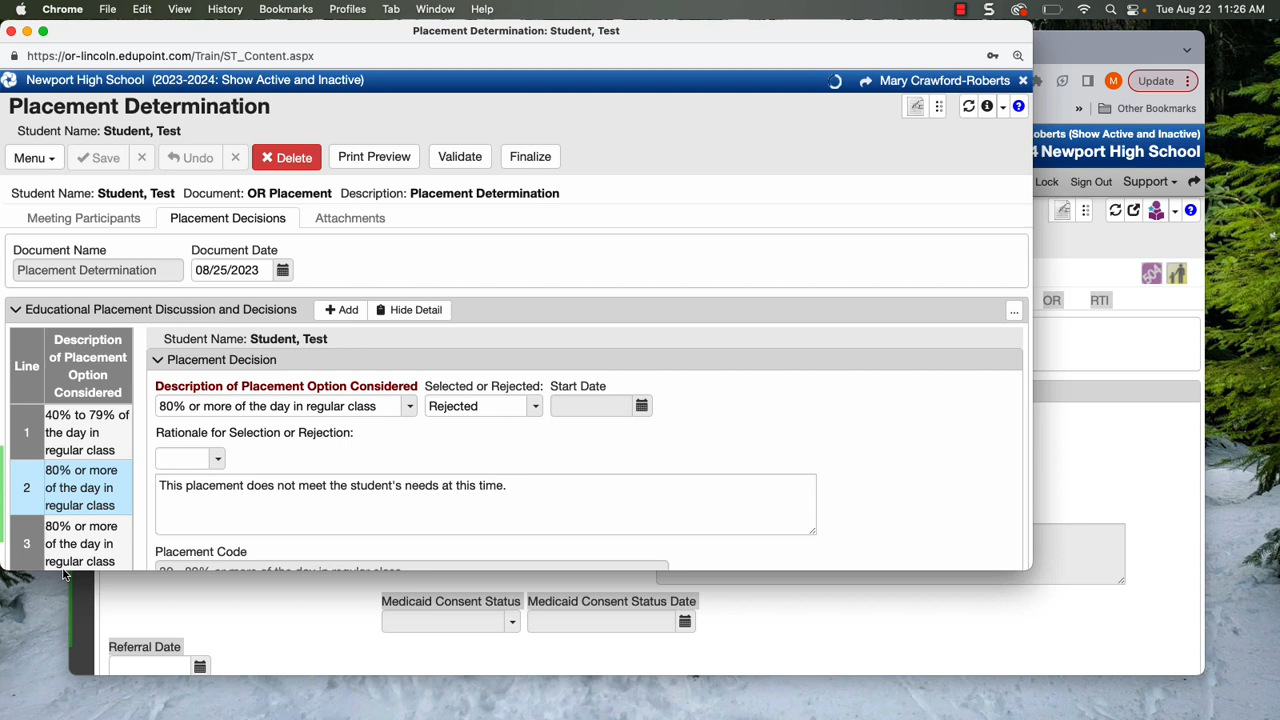 Chrome File Edit View History Bookmarks Profiles Tab Window Help Tue Aug 22 11:26 AM
Placement Determination: Student, Test
https://or-lincoln.edupoint.com/Train/ST_Content.aspx
Newport High School (2023-2024: Show Active and Inactive) Mary Crawford-Roberts
Placement Determination
Student Name: Student, Test
Menu Save Undo Delete Print Preview Validate Finalize
Student Name: Student, Test Document: OR Placement Description: Placement Determination
Meeting Participants Placement Decisions Attachments
Document Name Document Date
Placement Determination 08/25/2023
Educational Placement Discussion and Decisions + Add Hide Detail ...
Line
Description of Placement Option Considered
1 40% to 79% of the day in regular class
2 80% or more of the day in regular class
3 80% or more of the day in regular class
Student Name: Student, Test
Placement Decision
Description of Placement Option Considered Selected or Rejected: Start Date
80% or more of the day in regular class Rejected
Rationale for Selection or Rejection:
This placement does not meet the student's needs at this time.
Placement Code
M Update
» Other Bookmarks
oberts (Show Active and Inactive)
Newport High School
Lock Sign Out Support
504
OR RTI
Medicaid Consent Status Medicaid Consent Status Date
Referral Date